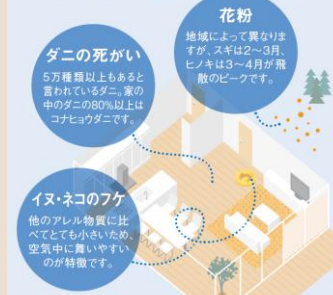 花粉
地域によって異なりま
すが、スギは2〜3月、
ヒノキは3〜4月が飛
散のピークです。
ダニの死がい
5万種類以上もあると
言われているダニ。家の
中のダニの80%以上は
コナヒョウダニです。
イヌ・ネコのフケ
他のアレル物質に比
べてとても小さいため、
空気中に舞いやすい
のが特徴です。